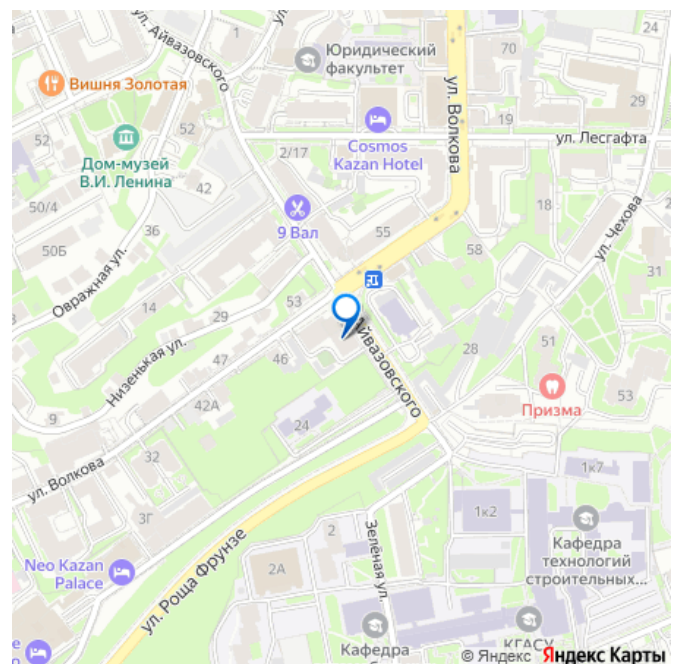 ул. Айвазовского
1
Юридический
факультет
ул. Волкова
70
24
Вишня Золотая
29
52
Дом-музей
В.И. Ленина
52
Cosmos
Kazan Hotel
19
ул. Лесгафта
2/17
50/4
42
9 Вал
18
ул. Чехова
36
55
50Б
58
31
Овражная ул.
14
53
29
Айвазовского
Низенькая ул.
47
46
28
51
Призма
53
42А
9
24
ул. Волкова
32
1к7
3Г
1к2
Кафедра
технологий
строительных...
Neo Kazan
Palace
2
2А
Зелёная ул.
ул. Роща Фрунзе
Кафедра
КГАСУ
е
© Яндекс Яндекс Карты